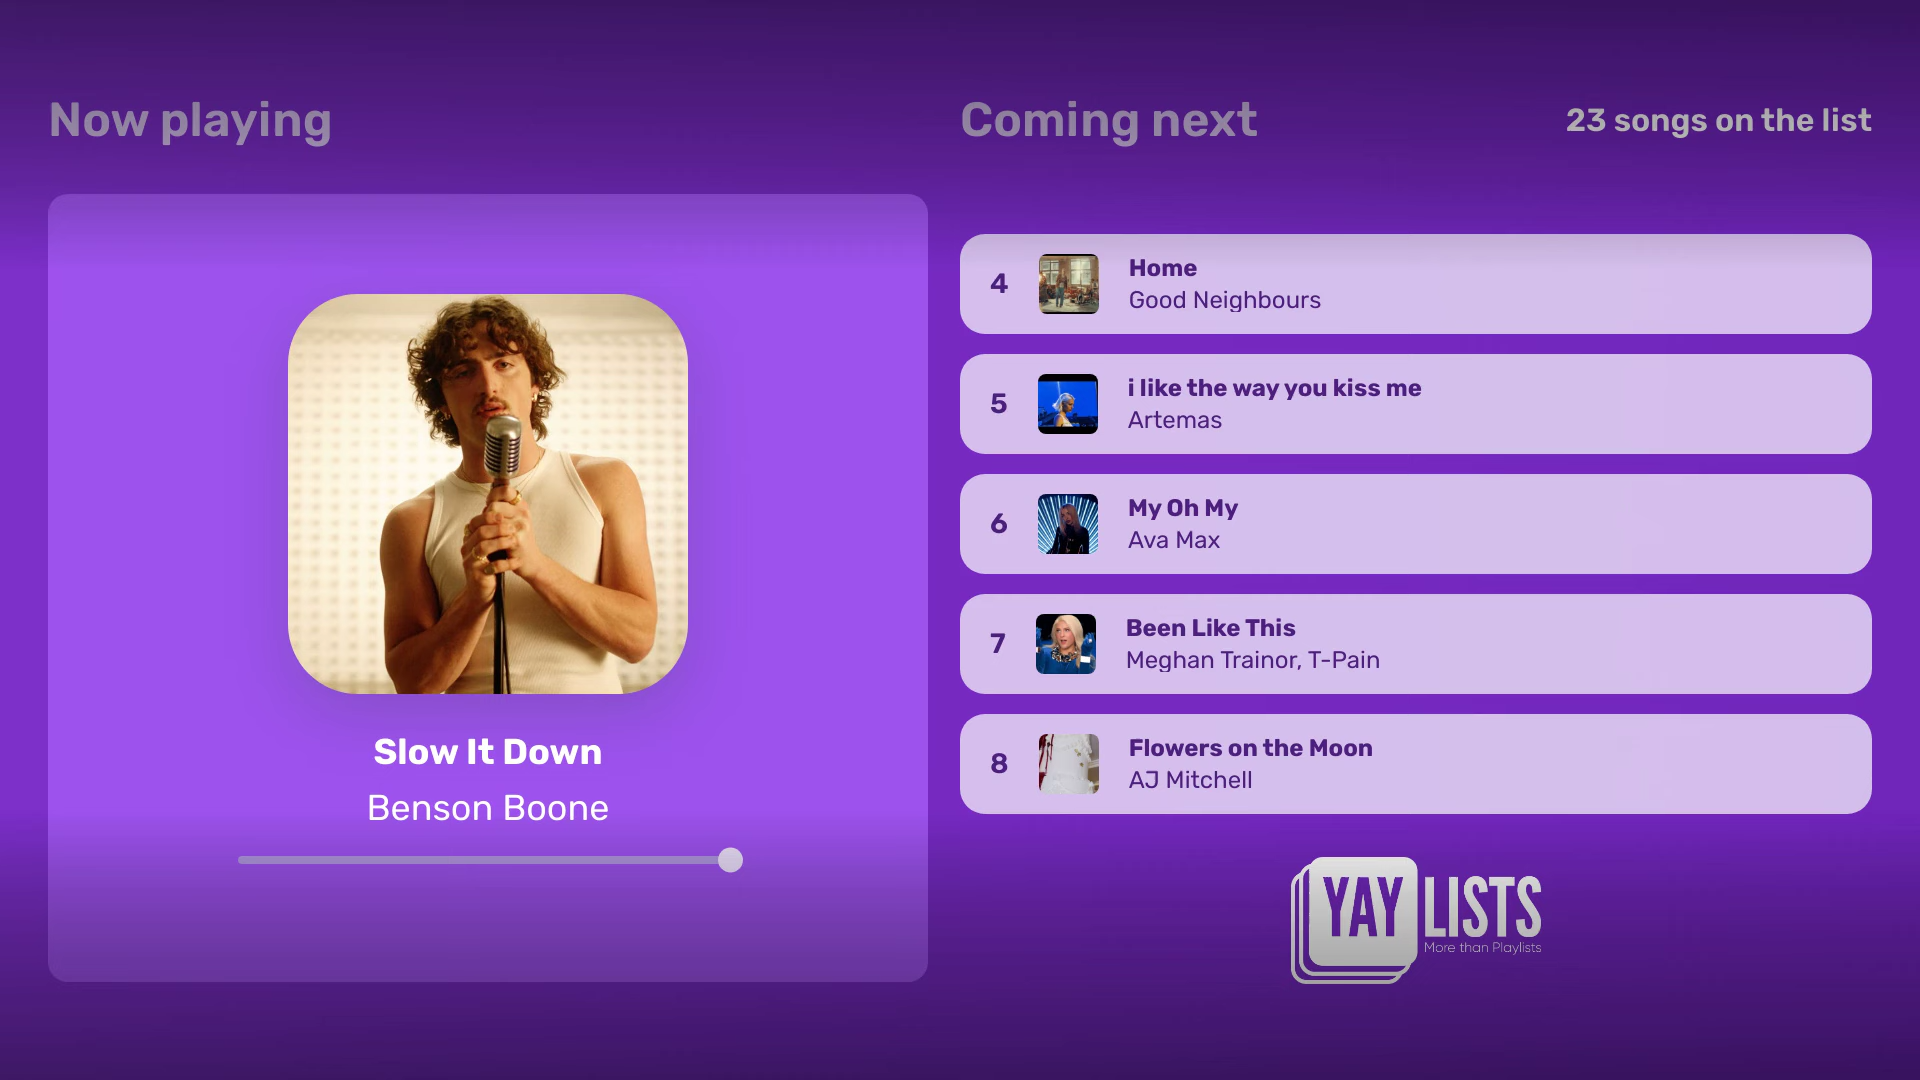 Now playing
Slow It Down
Benson Boone
Coming next
23 songs on the list
4
Home
Good Neighbours
5
i like the way you kiss me
Artemas
6
My Oh My
Ava Max
7
Been Like This
Meghan Trainor, T-Pain
8
Flowers on the Moon
AJ Mitchell
YAY LISTS
More than Playlists